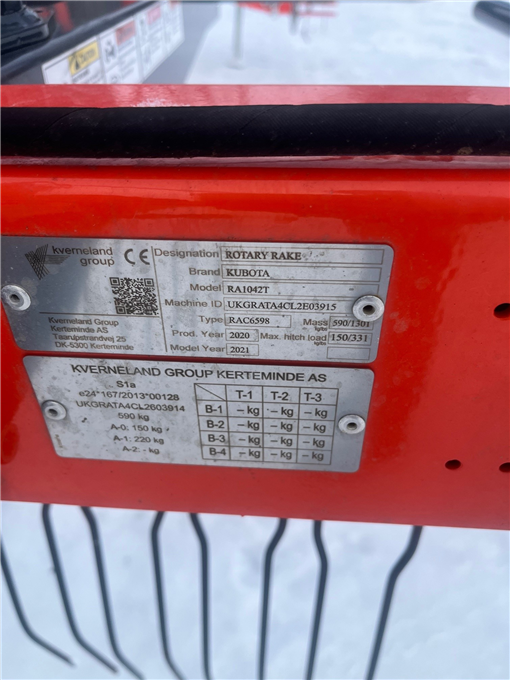 kverneland
group
CE
Designation ROTARY RAKE
Brand KUBOTA
Model RA1042T
Machine ID UKGRATA4CL2E03915
Type RAC6598 Mass kg/lbs 590/1301
Prod. Year 2020 Max. hitch load kg/lbs 150/331
Model Year 2021
Kverneland Group
Kerteminde AS
Taarupstrandvej 25
DK-5300 Kerteminde
KVERNELAND GROUP KERTEMINDE AS
S1a
e24*167/2013*00128
UKGRATA4CL2603914
590 kg
A-0: 150 kg
A-1: 220 kg
A-2: - kg
T-1 T-2 T-3
B-1 – kg – kg – kg
B-2 – kg – kg – kg
B-3 – kg – kg – kg
B-4 – kg – kg – kg